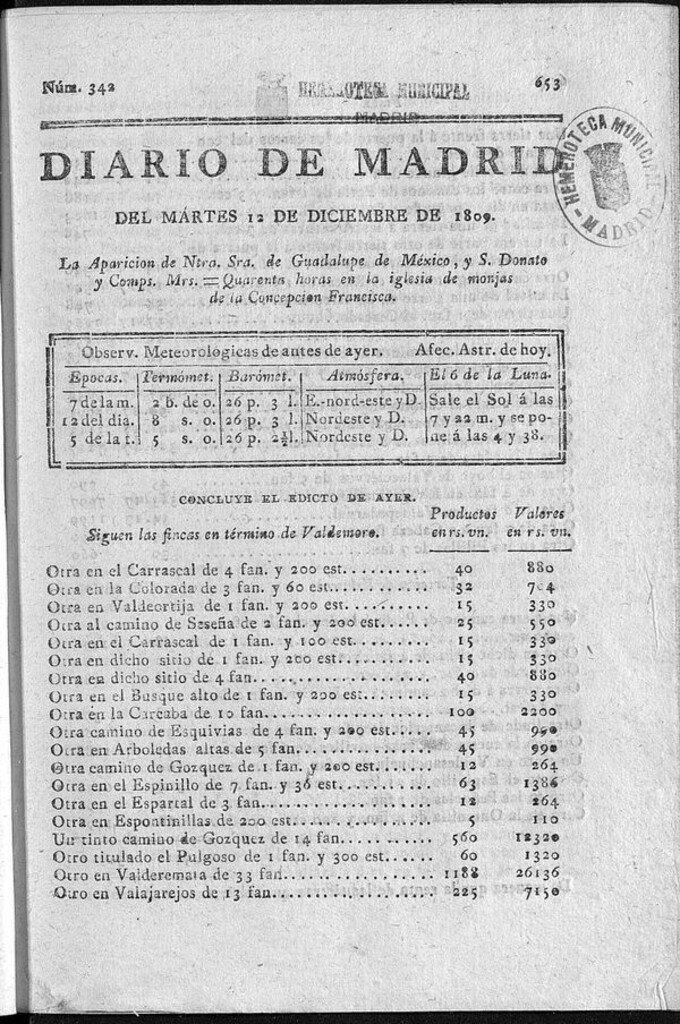 Núm. 342
HEMEROTECA MUNICIPAL
MADRID
653
HEMEROTECA MUNICIPAL
MADRID
DIARIO DE MADRID
DEL MÁRTES 12 DE DICIEMBRE DE 1809.
La Aparicion de Ntra. Sra. de Guadalupe de México, y S. Donato
y Comps. Mrs. = Quarenta horas en la iglesia de monjas
de la Concepcion Francisca.
Observ. Meteorológicas de antes de ayer. Afec. Astr. de hoy.
Epocas. Termómet. Barómet. Atmósfera. El 6 de la Luna.
7 de la m. 2 b. de 0. 26 p. 3 l. E.-nord-este y D. Sale el Sol á las
12 del dia. 8 s. 0. 26 p. 3 l. Nordeste y D. 7 y 22 m. y se po-
5 de la t. 5 s. 0. 26 p. 2½l. Nordeste y D. ne á las 4 y 38.
CONCLUYE EL EDICTO DE AYER.
Productos Valores
Siguen las fincas en término de Valdemoro. en rs. vn. en rs. vn.
Otra en el Carrascal de 4 fan. y 200 est.......... 40 880
Otra en la Colorada de 3 fan. y 60 est.......... 32 704
Otra en Valdeortija de 1 fan. y 200 est.......... 15 330
Otra al camino de Seseña de 2 fan. y 200 est...... 25 550
Otra en el Carrascal de 1 fan. y 100 est......... 15 330
Otra en dicho sitio de 1 fan. y 200 est.......... 15 330
Otra en dicho sitio de 4 fan.................... 40 880
Otra en el Busque alto de 1 fan. y 200 est....... 15 330
Otra en la Carcaba de 10 fan................... 100 2200
Otra camino de Esquivias de 4 fan. y 200 est..... 45 990
Otra en Arboledas altas de 5 fan................ 45 990
Otra camino de Gozquez de 1 fan. y 200 est...... 12 264
Otra en el Espinillo de 7 fan. y 36 est.......... 63 1386
Otra en el Espartal de 3 fan.................... 12 264
Otra en Espontinillas de 200 est................ 5 110
Un tinto camino de Gozquez de 14 fan........... 560 12320
Otro titulado el Pulgoso de 1 fan. y 300 est...... 60 1320
Otro en Valderemata de 33 fan................. 1188 26136
Otro en Valajarejos de 13 fan................... 225 7150